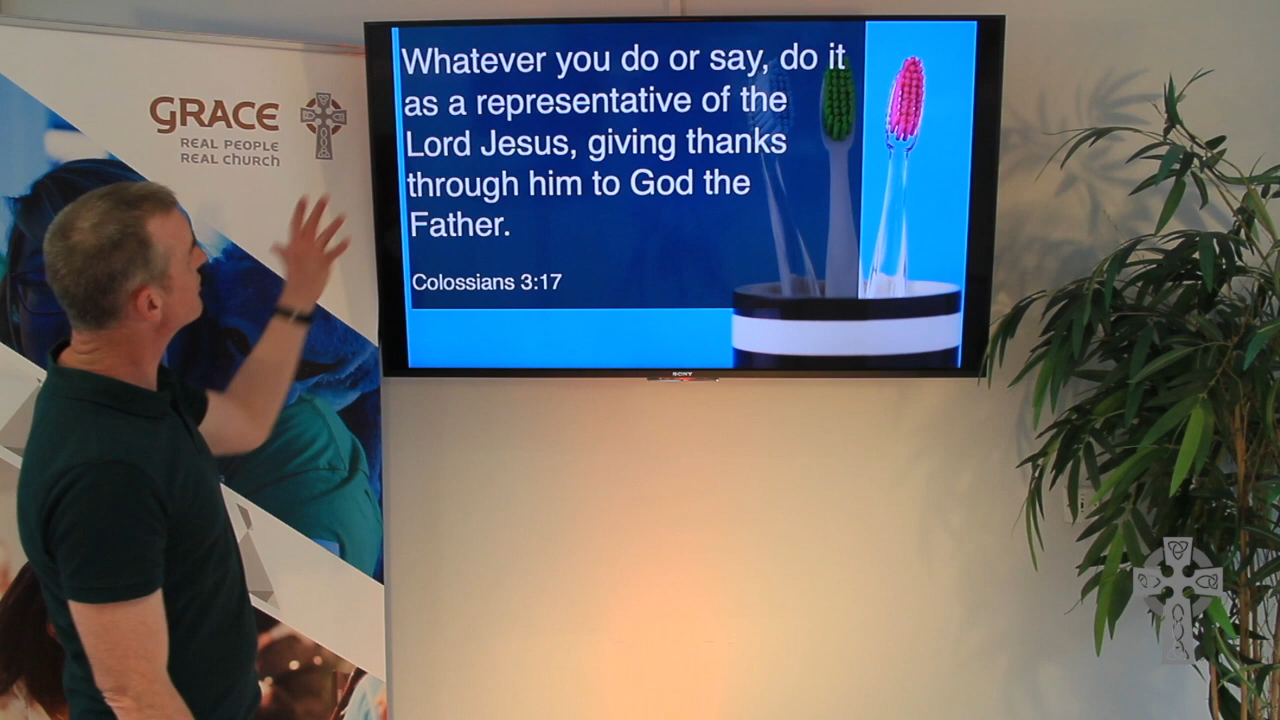 GRACE
REAL PEOPLE
REAL CHURCH
Whatever you do or say, do it
as a representative of the
Lord Jesus, giving thanks
through him to God the
Father.
Colossians 3:17
SONY